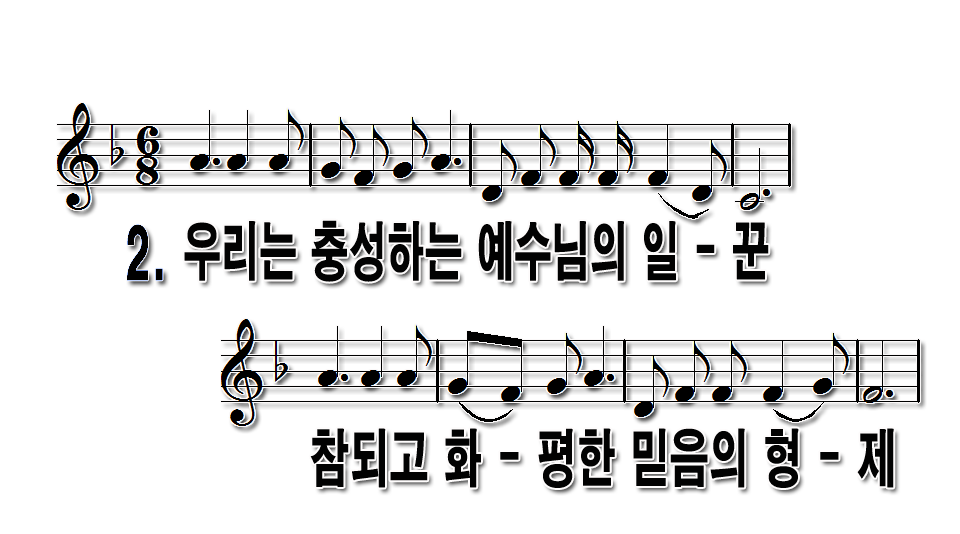 2. 우리는 충성하는 예수님의 일 - 꾼
참되고 화 - 평한 믿음의 형 - 제